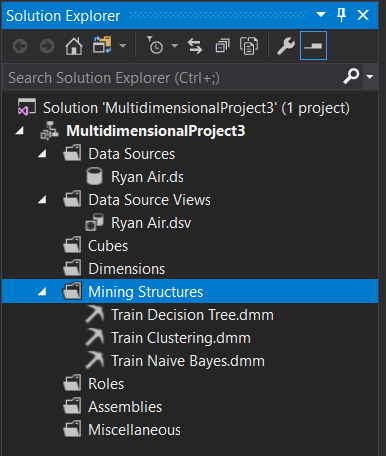 Solution Explorer
Search Solution Explorer (Ctrl+;)
Solution 'MultidimensionalProject3' (1 project)
MultidimensionalProject3
Data Sources
Ryan Air.ds
Data Source Views
Ryan Air.dsv
Cubes
Dimensions
Mining Structures
Train Decision Tree.dmm
Train Clustering.dmm
Train Naive Bayes.dmm
Roles
Assemblies
Miscellaneous